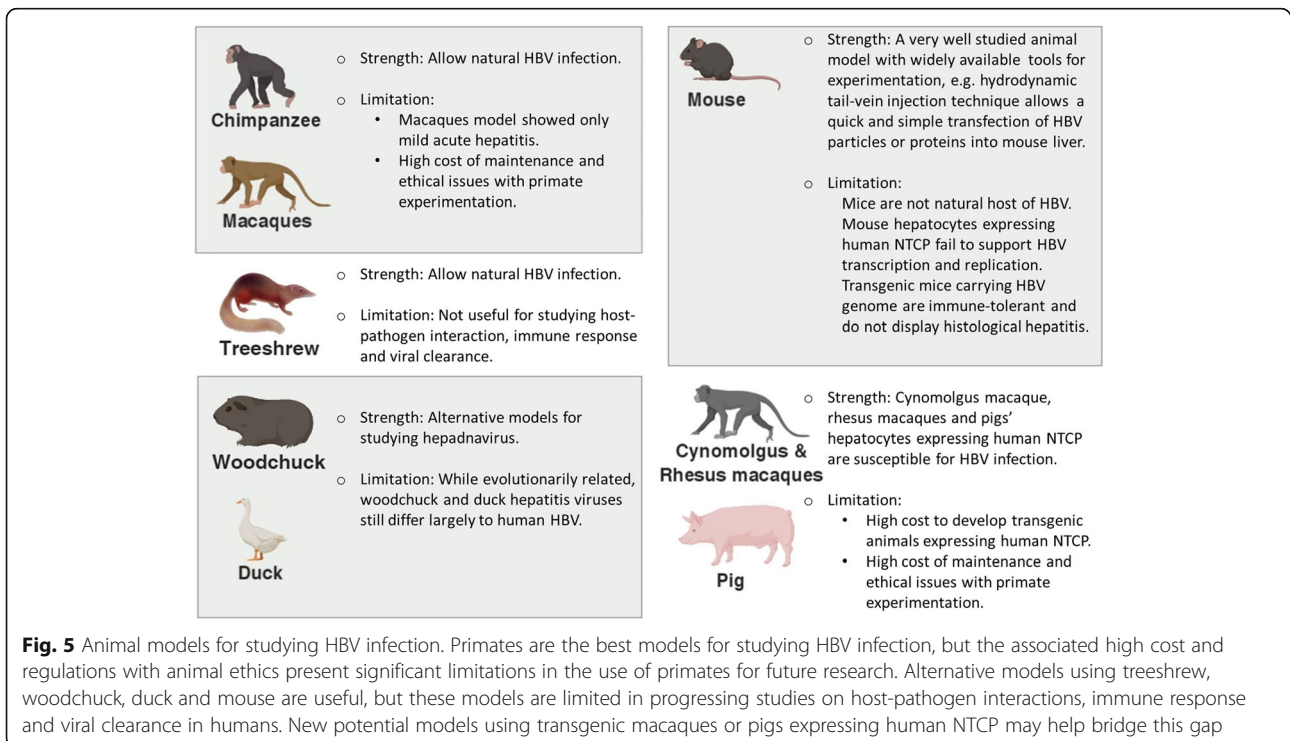 Chimpanzee
Macaques
○ Strength: Allow natural HBV infection.
○ Limitation:
• Macaques model showed only
mild acute hepatitis.
• High cost of maintenance and
ethical issues with primate
experimentation.
Treeshrew
○ Strength: Allow natural HBV infection.
○ Limitation: Not useful for studying host-
pathogen interaction, immune response
and viral clearance.
Woodchuck
Duck
○ Strength: Alternative models for
studying hepadnavirus.
○ Limitation: While evolutionarily related,
woodchuck and duck hepatitis viruses
still differ largely to human HBV.
Mouse
○ Strength: A very well studied animal
model with widely available tools for
experimentation, e.g. hydrodynamic
tail-vein injection technique allows a
quick and simple transfection of HBV
particles or proteins into mouse liver.
○ Limitation:
Mice are not natural host of HBV.
Mouse hepatocytes expressing
human NTCP fail to support HBV
transcription and replication.
Transgenic mice carrying HBV
genome are immune-tolerant and
do not display histological hepatitis.
Cynomolgus &
Rhesus macaques
Pig
○ Strength: Cynomolgus macaque,
rhesus macaques and pigs'
hepatocytes expressing human NTCP
are susceptible for HBV infection.
○ Limitation:
• High cost to develop transgenic
animals expressing human NTCP.
• High cost of maintenance and
ethical issues with primate
experimentation.
Fig. 5 Animal models for studying HBV infection. Primates are the best models for studying HBV infection, but the associated high cost and
regulations with animal ethics present significant limitations in the use of primates for future research. Alternative models using treeshrew,
woodchuck, duck and mouse are useful, but these models are limited in progressing studies on host-pathogen interactions, immune response
and viral clearance in humans. New potential models using transgenic macaques or pigs expressing human NTCP may help bridge this gap